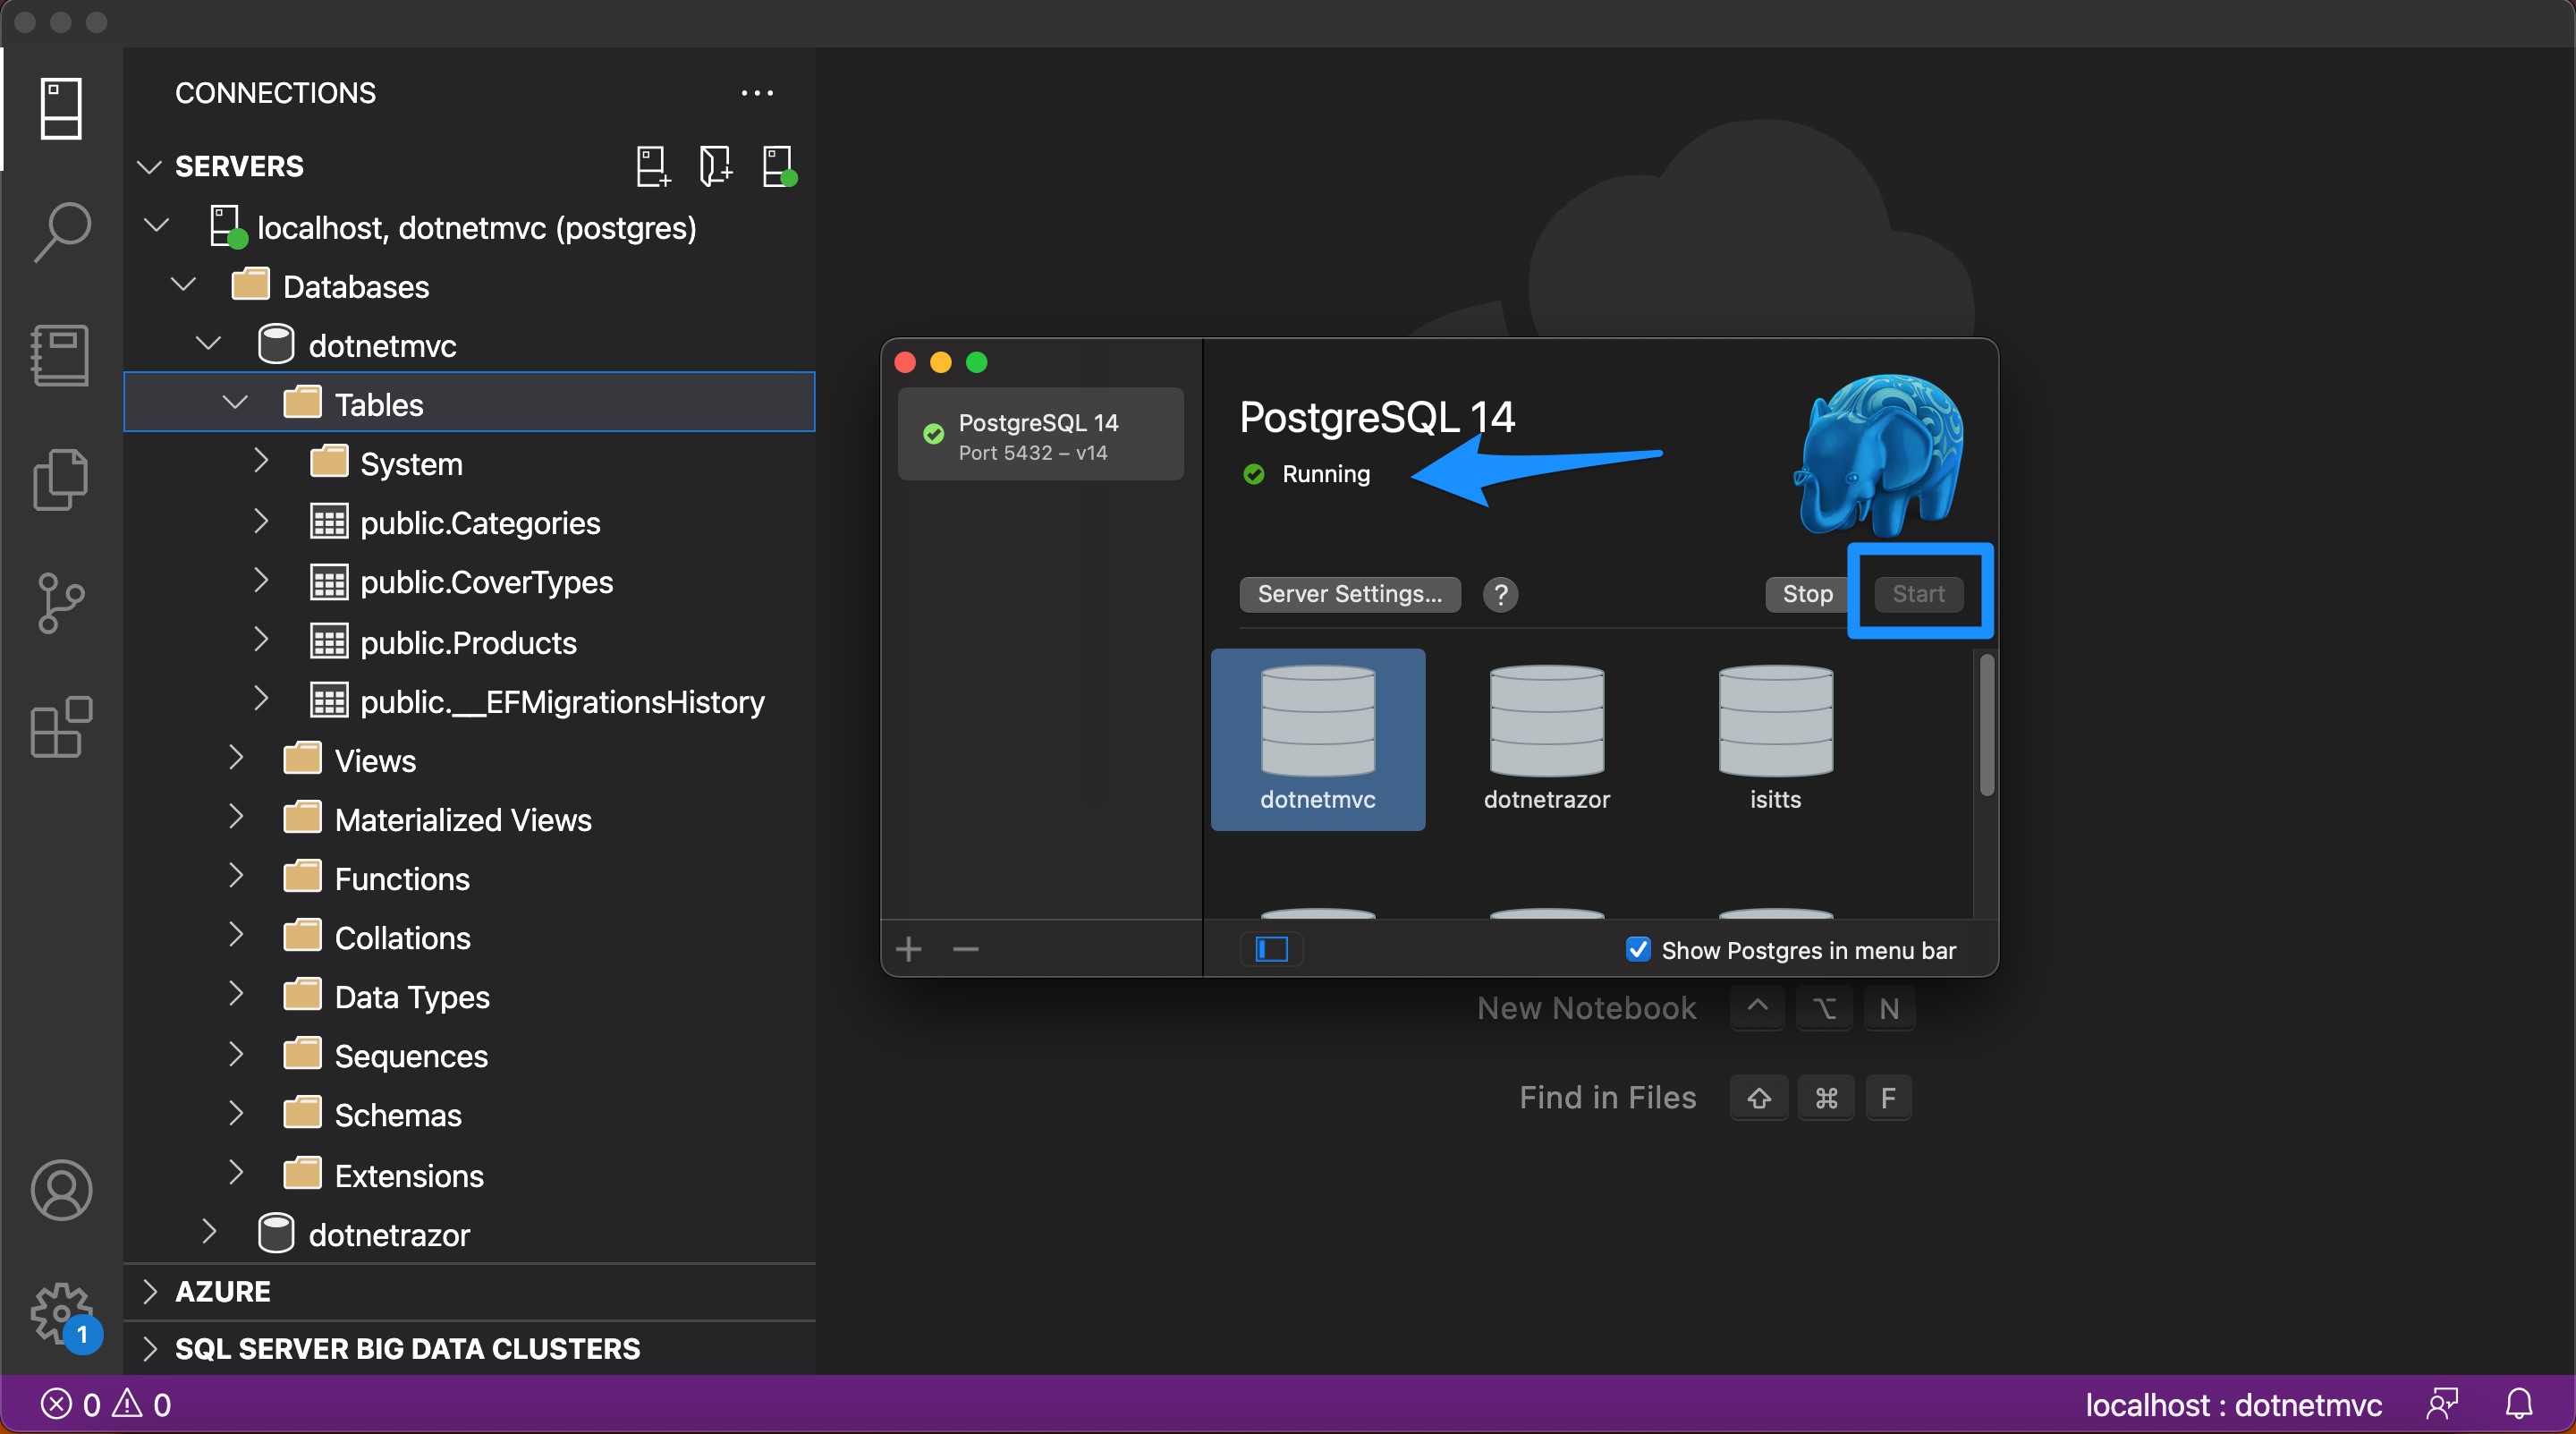 CONNECTIONS
SERVERS
localhost, dotnetmvc (postgres)
Databases
dotnetmvc
Tables
System
public.Categories
public.CoverTypes
public.Products
public.__EFMigrationsHistory
Views
Materialized Views
Functions
Collations
Data Types
Sequences
Schemas
Extensions
dotnetrazor
AZURE
SQL SERVER BIG DATA CLUSTERS
1
PostgreSQL 14
Port 5432 – v14
PostgreSQL 14
Running
Server Settings... ? Stop Start
dotnetmvc dotnetrazor isitts
Show Postgres in menu bar
New Notebook ^ ⌥ N
Find in Files ⇧ ⌘ F
0 0
localhost : dotnetmvc